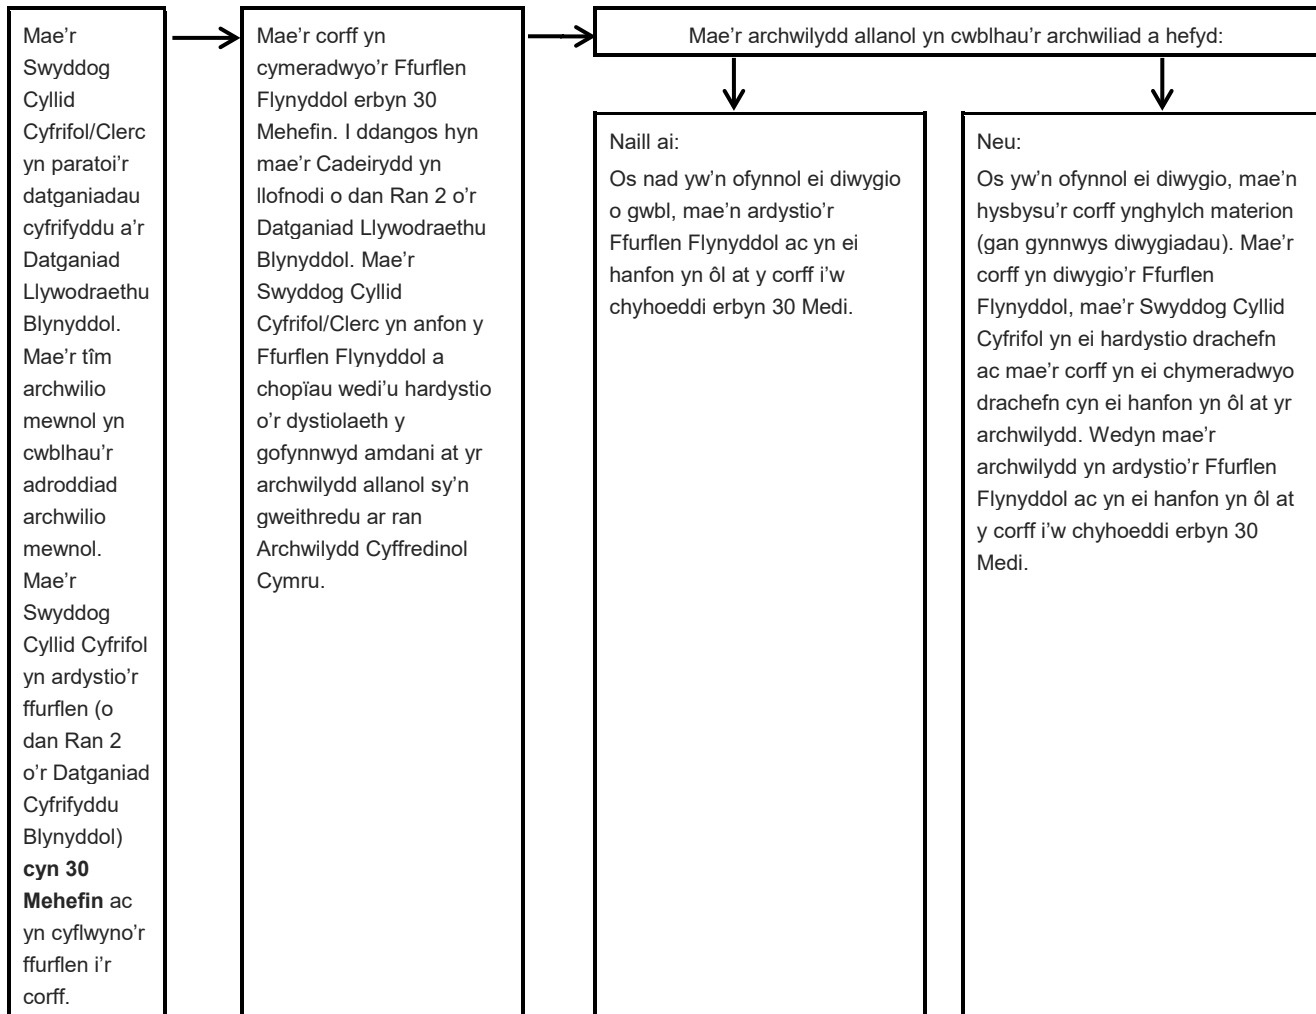 Mae'r
Swyddog
Cyllid
Cyfrifol/Clerc
yn paratoi'r
datganiadau
cyfrifyddu a'r
Datganiad
Llywodraethu
Blynyddol.
Mae'r tîm
archwilio
mewnol yn
cwblhau'r
adroddiad
archwilio
mewnol.
Mae'r
Swyddog
Cyllid Cyfrifol
yn ardystio'r
ffurflen (o
dan Ran 2
o'r Datganiad
Cyfrifyddu
Blynyddol)
cyn 30
Mehefin ac
yn cyflwyno'r
ffurflen i'r
corff.
Mae'r corff yn
cymeradwyo'r Ffurflen
Flynyddol erbyn 30
Mehefin. I ddangos hyn
mae'r Cadeirydd yn
llofnodi o dan Ran 2 o'r
Datganiad Llywodraethu
Blynyddol. Mae'r
Swyddog Cyllid
Cyfrifol/Clerc yn anfon y
Ffurflen Flynyddol a
chopïau wedi'u hardystio
o'r dystiolaeth y
gofynnwyd amdani at yr
archwilydd allanol sy'n
gweithredu ar ran
Archwilydd Cyffredinol
Cymru.
Mae'r archwilydd allanol yn cwblhau'r archwiliad a hefyd:
Naill ai:
Os nad yw'n ofynnol ei diwygio
o gwbl, mae'n ardystio'r
Ffurflen Flynyddol ac yn ei
hanfon yn ôl at y corff i'w
chyhoeddi erbyn 30 Medi.
Neu:
Os yw'n ofynnol ei diwygio, mae'n
hysbysu'r corff ynghylch materion
(gan gynnwys diwygiadau). Mae'r
corff yn diwygio'r Ffurflen
Flynyddol, mae'r Swyddog Cyllid
Cyfrifol yn ei hardystio drachefn
ac mae'r corff yn ei chymeradwyo
drachefn cyn ei hanfon yn ôl at yr
archwilydd. Wedyn mae'r
archwilydd yn ardystio'r Ffurflen
Flynyddol ac yn ei hanfon yn ôl at
y corff i'w chyhoeddi erbyn 30
Medi.